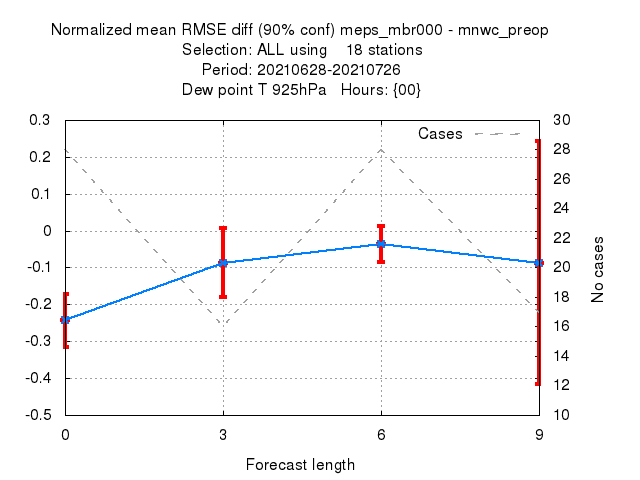 Normalized mean RMSE diff (90% conf) meps_mbr000 - mnwc_preop
Selection: ALL using 18 stations
Period: 20210628-20210726
Dew point T 925hPa Hours: {00}
Cases
0.3
0.2
0.1
0
-0.1
-0.2
-0.3
-0.4
-0.5
30
28
26
24
22
20
18
16
14
12
10
No cases
0 3 6 9
Forecast length